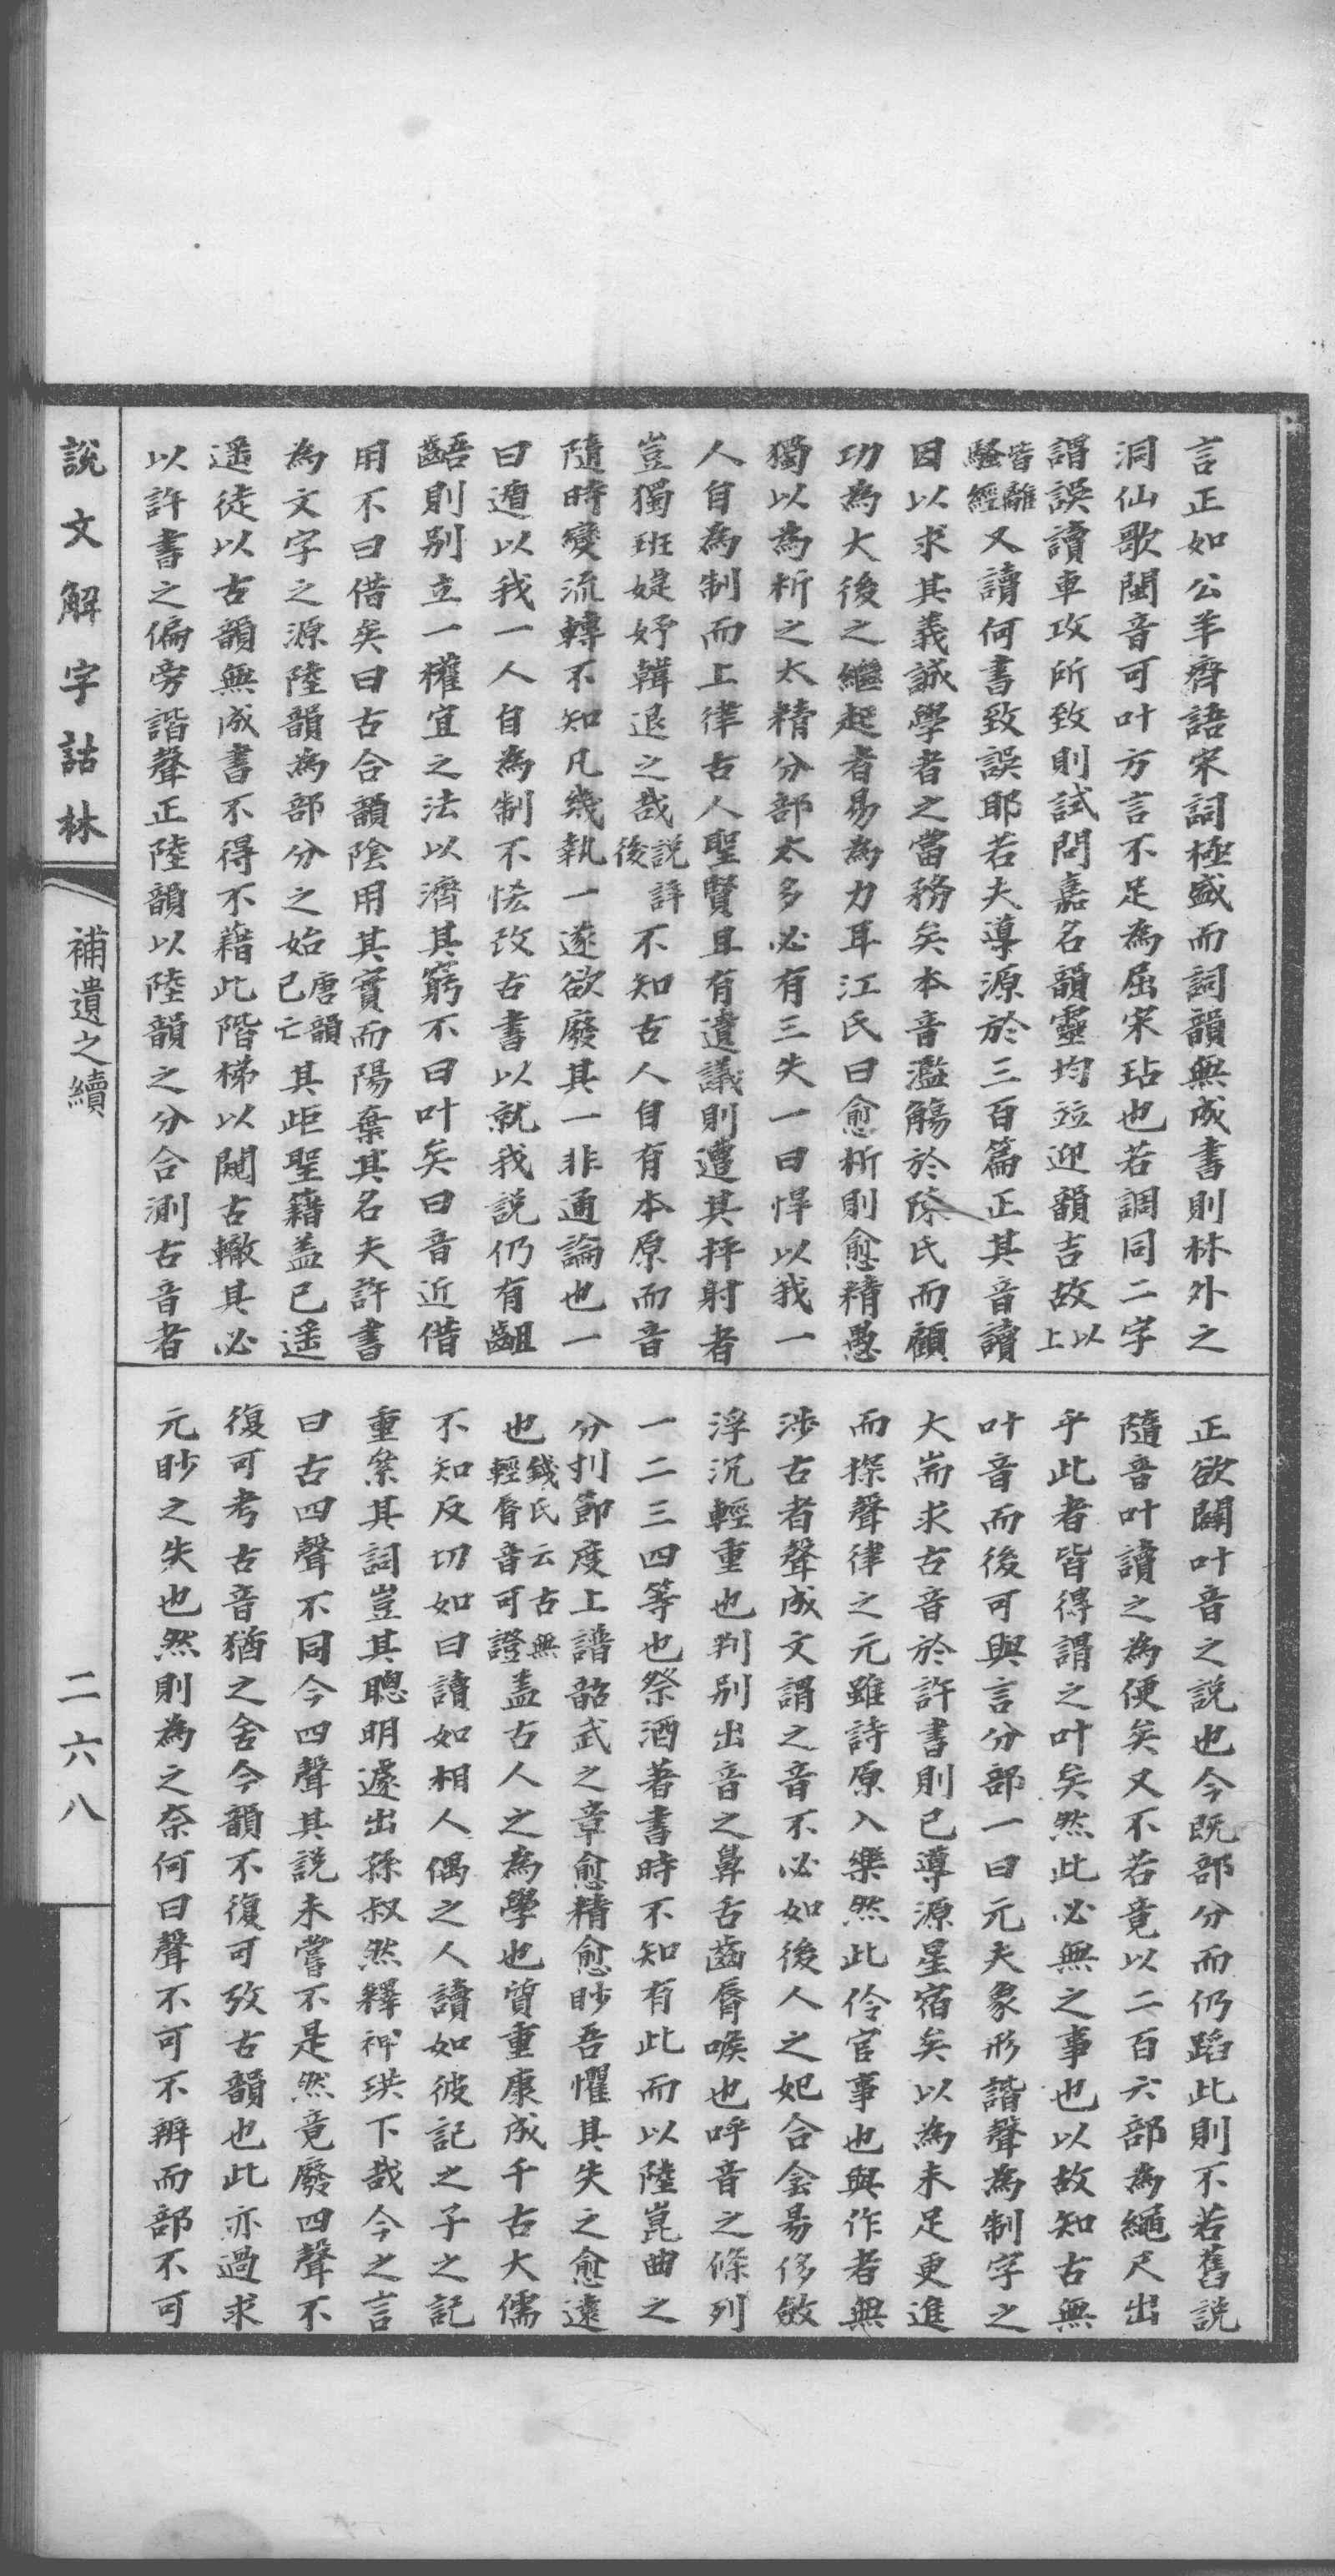 言正如公羊齊語宋詞極盛而詞韻無成書則林外之
洞仙歌閩音可叶方言不足為屈宋玷也若調同二字
謂誤讀車攻所致則試問嘉名韻靈均竝迎韻吉故以上
皆離騷經又讀何書致誤耶若夫導源於三百篇正其音讀
因以求其義誠學者之當務矣本音濫觴於陳氏而顧
功為大後之繼起者易為力耳江氏曰愈析則愈精愚
獨以為析之太精分部太多必有三失一曰悍以我一
人自為制而上律古人聖賢且有遺議則遭其抨射者
豈獨班婕妤韓退之哉說詳後不知古人自有本原而音
隨時變流轉不知凡幾執一遂欲廢其一非通論也一
曰遁以我一人自為制不恡改古書以就我說仍有齟
齬則別立一權宜之法以濟其窮不曰叶矣曰音近借
用不曰借矣曰古合韻陰用其實而陽棄其名夫許書
為文字之源陸韻為部分之始唐韻已亡其距聖籍盖已遥
遥徒以古韻無成書不得不藉此階梯以闚古轍其必
以許書之偏旁諧聲正陸韻以陸韻之分合測古音者
正欲闢叶音之說也今既部分而仍蹈此則不若舊說
隨音叶讀之為便矣又不若竟以二百六部為繩尺出
乎此者皆得謂之叶矣然此必無之事也以故知古無
叶音而後可與言分部一曰元夫象形諧聲為制字之
大耑求古音於許書則已導源星宿矣以為未足更進
而探聲律之元雖詩原入樂然此伶官事也與作者無
涉古者聲成文謂之音不必如後人之妃合侌昜侈斂
浮沉輕重也判别出音之鼻舌齒脣喉也呼音之條列
一二三四等也祭酒著書時不知有此而以陸崑曲之
分刌節度上譜韶武之章愈精愈眇吾懼其失之愈遠
也錢氏云古無輕脣音可證盖古人之為學也質重康成千古大儒
不知反切如曰讀如相人偶之人讀如彼記之子之記
重絫其詞豈其聰明遽出孫叔然釋神珙下哉今之言
曰古四聲不同今四聲其說未嘗不是然竟廢四聲不
復可考古音猶之舍今韻不復可攷古韻也此亦過求
元眇之失也然則為之奈何曰聲不可不辨而部不可
說文解字詁林
補遺之續
二六八